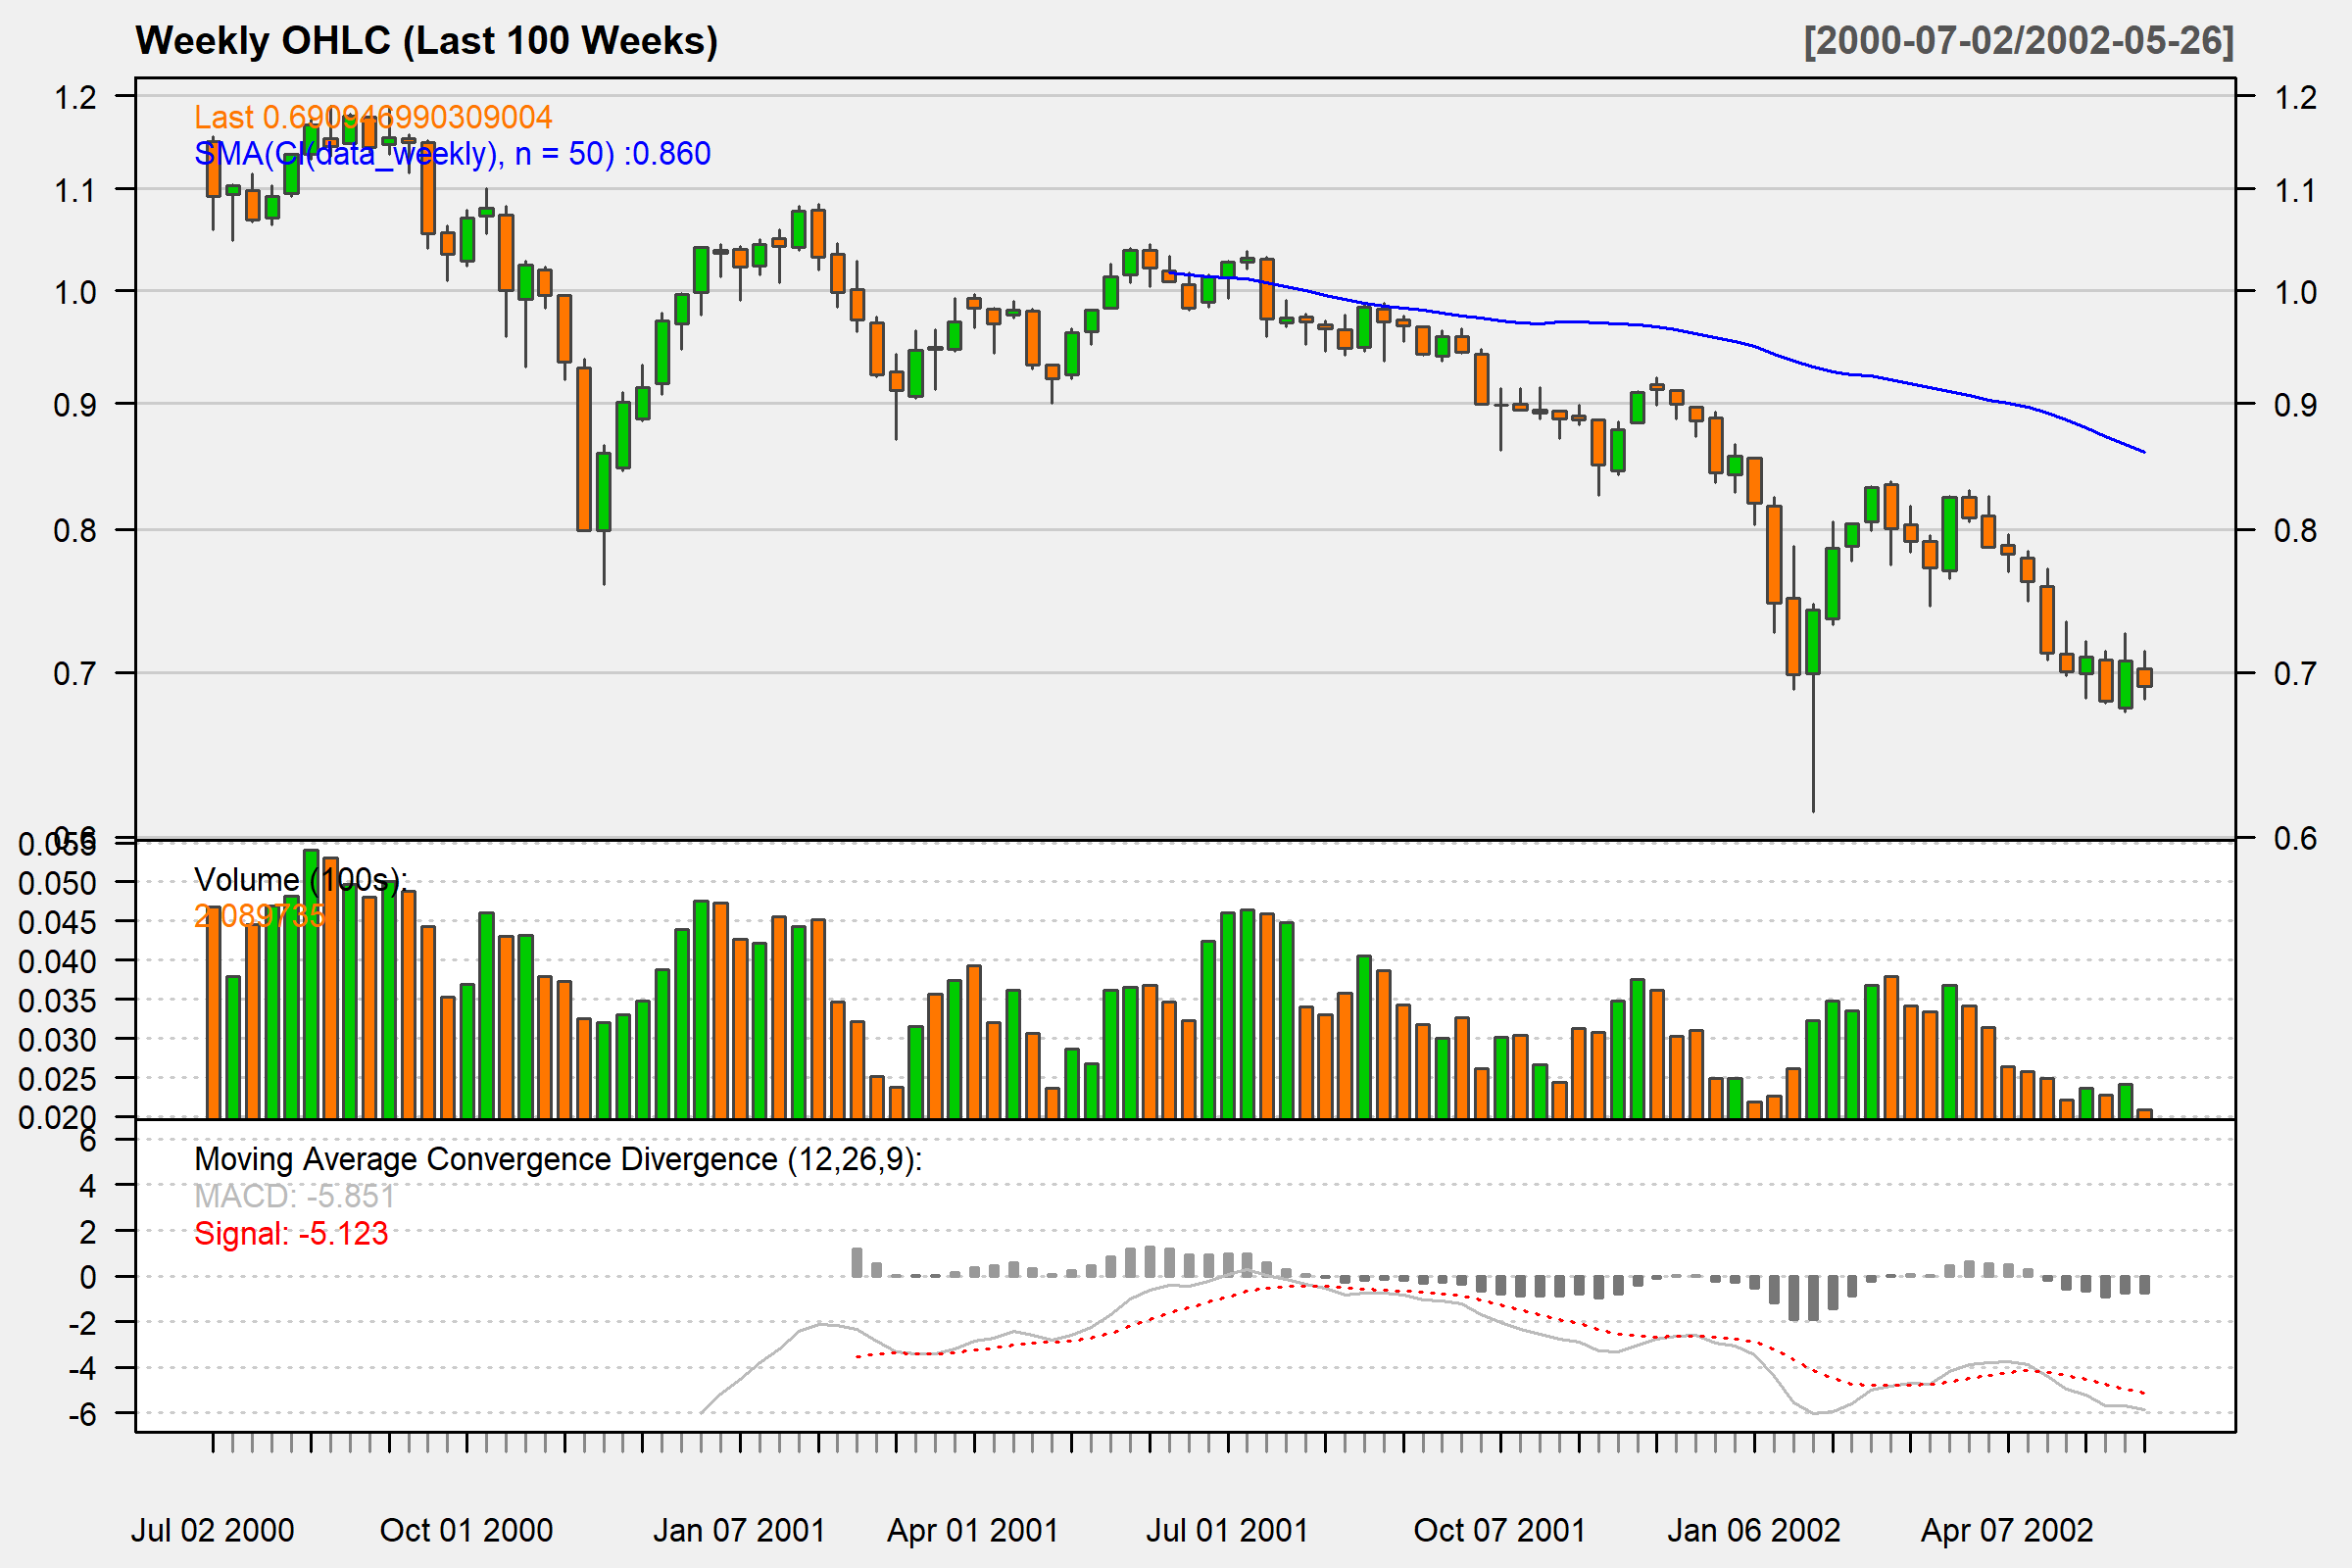 Weekly OHLC (Last 100 Weeks) [2000-07-02/2002-05-26]
1.2 1.2
Last 0.690946990309004
SMA(Cl(data_weekly), n = 50) :0.860
1.1 1.1
1.0 1.0
0.9 0.9
0.8 0.8
0.7 0.7
0.6 0.6
0.055
Volume (100s):
0.050
2.089735
0.045
0.040
0.035
0.030
0.025
0.020
6
Moving Average Convergence Divergence (12,26,9):
4
MACD: -5.851
2
Signal: -5.123
0
-2
-4
-6
Jul 02 2000 Oct 01 2000 Jan 07 2001 Apr 01 2001 Jul 01 2001 Oct 07 2001 Jan 06 2002 Apr 07 2002